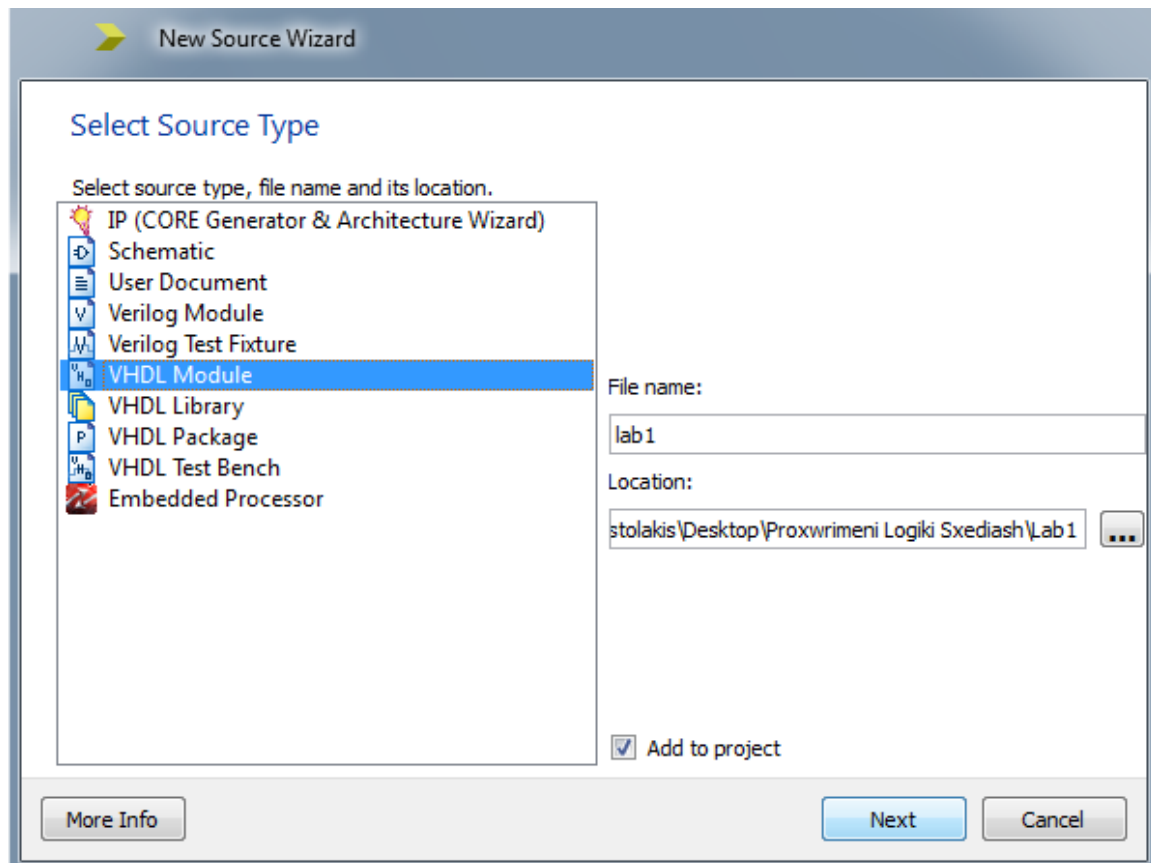 New Source Wizard
Select Source Type
Select source type, file name and its location.
IP (CORE Generator & Architecture Wizard)
Schematic
User Document
Verilog Module
Verilog Test Fixture
VHDL Module
VHDL Library
VHDL Package
VHDL Test Bench
Embedded Processor
File name:
lab1
Location:
stolakis\Desktop\Proxwrimeni Logiki Sxediash\Lab1
...
Add to project
More Info
Next
Cancel